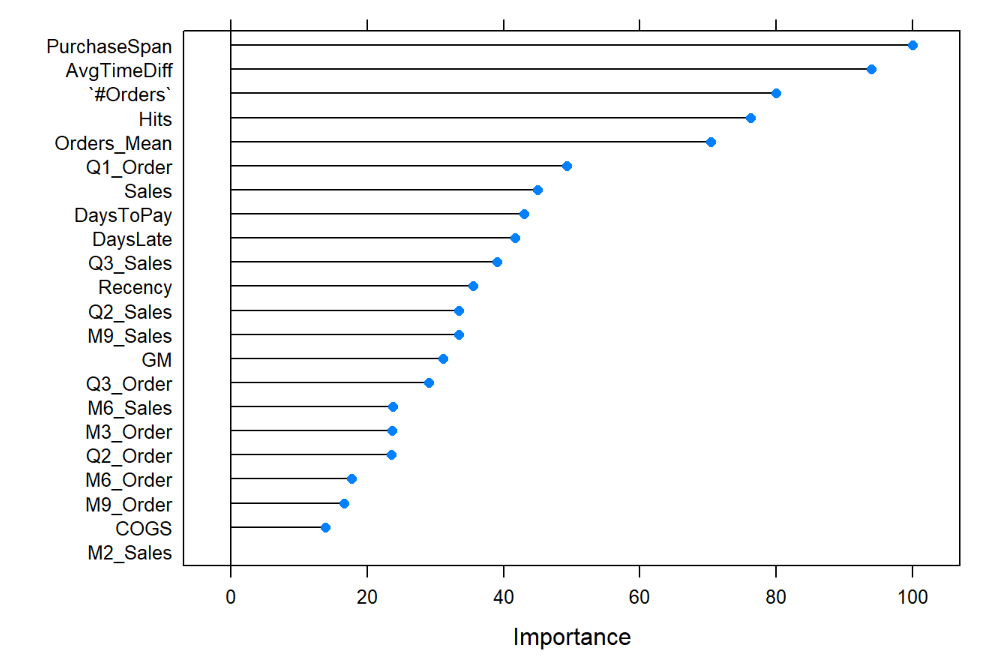 PurchaseSpan
AvgTimeDiff
`#Orders`
Hits
Orders_Mean
Q1_Order
Sales
DaysToPay
DaysLate
Q3_Sales
Recency
Q2_Sales
M9_Sales
GM
Q3_Order
M6_Sales
M3_Order
Q2_Order
M6_Order
M9_Order
COGS
M2_Sales
0 20 40 60 80 100
Importance